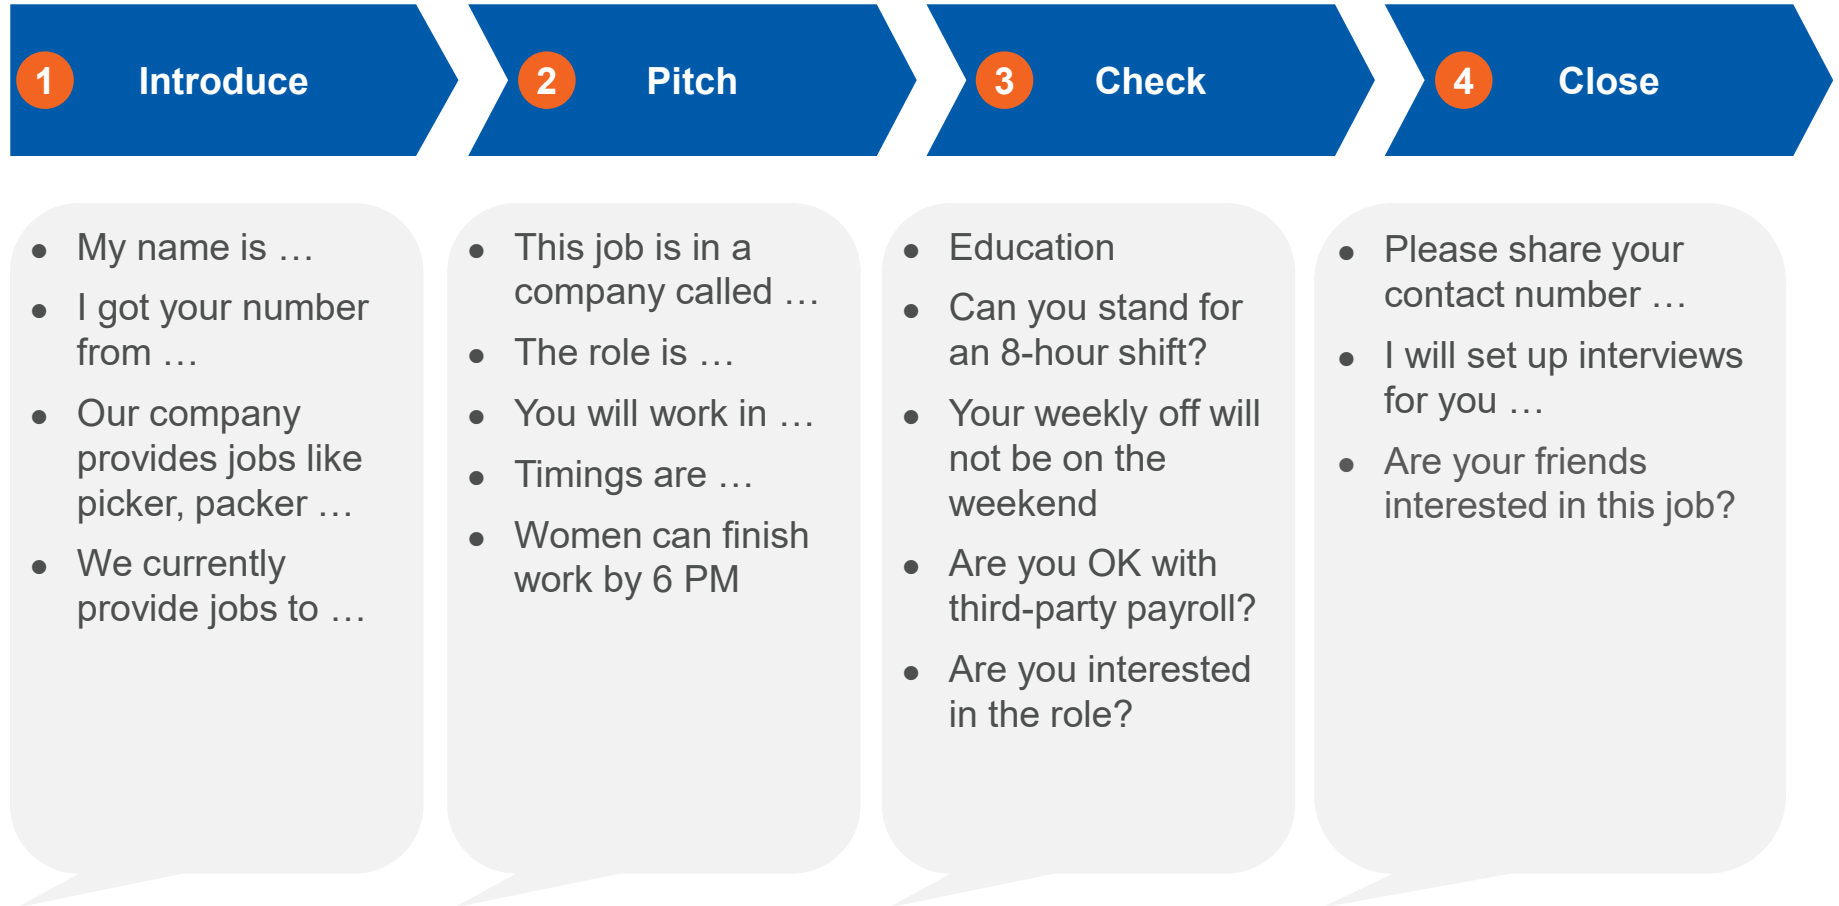 1 Introduce
2 Pitch
3 Check
4 Close
● My name is …
● I got your number
from …
● Our company
provides jobs like
picker, packer …
● We currently
provide jobs to …
● This job is in a
company called …
● The role is …
● You will work in …
● Timings are …
● Women can finish
work by 6 PM
● Education
● Can you stand for
an 8-hour shift?
● Your weekly off will
not be on the
weekend
● Are you OK with
third-party payroll?
● Are you interested
in the role?
● Please share your
contact number …
● I will set up interviews
for you …
● Are your friends
interested in this job?